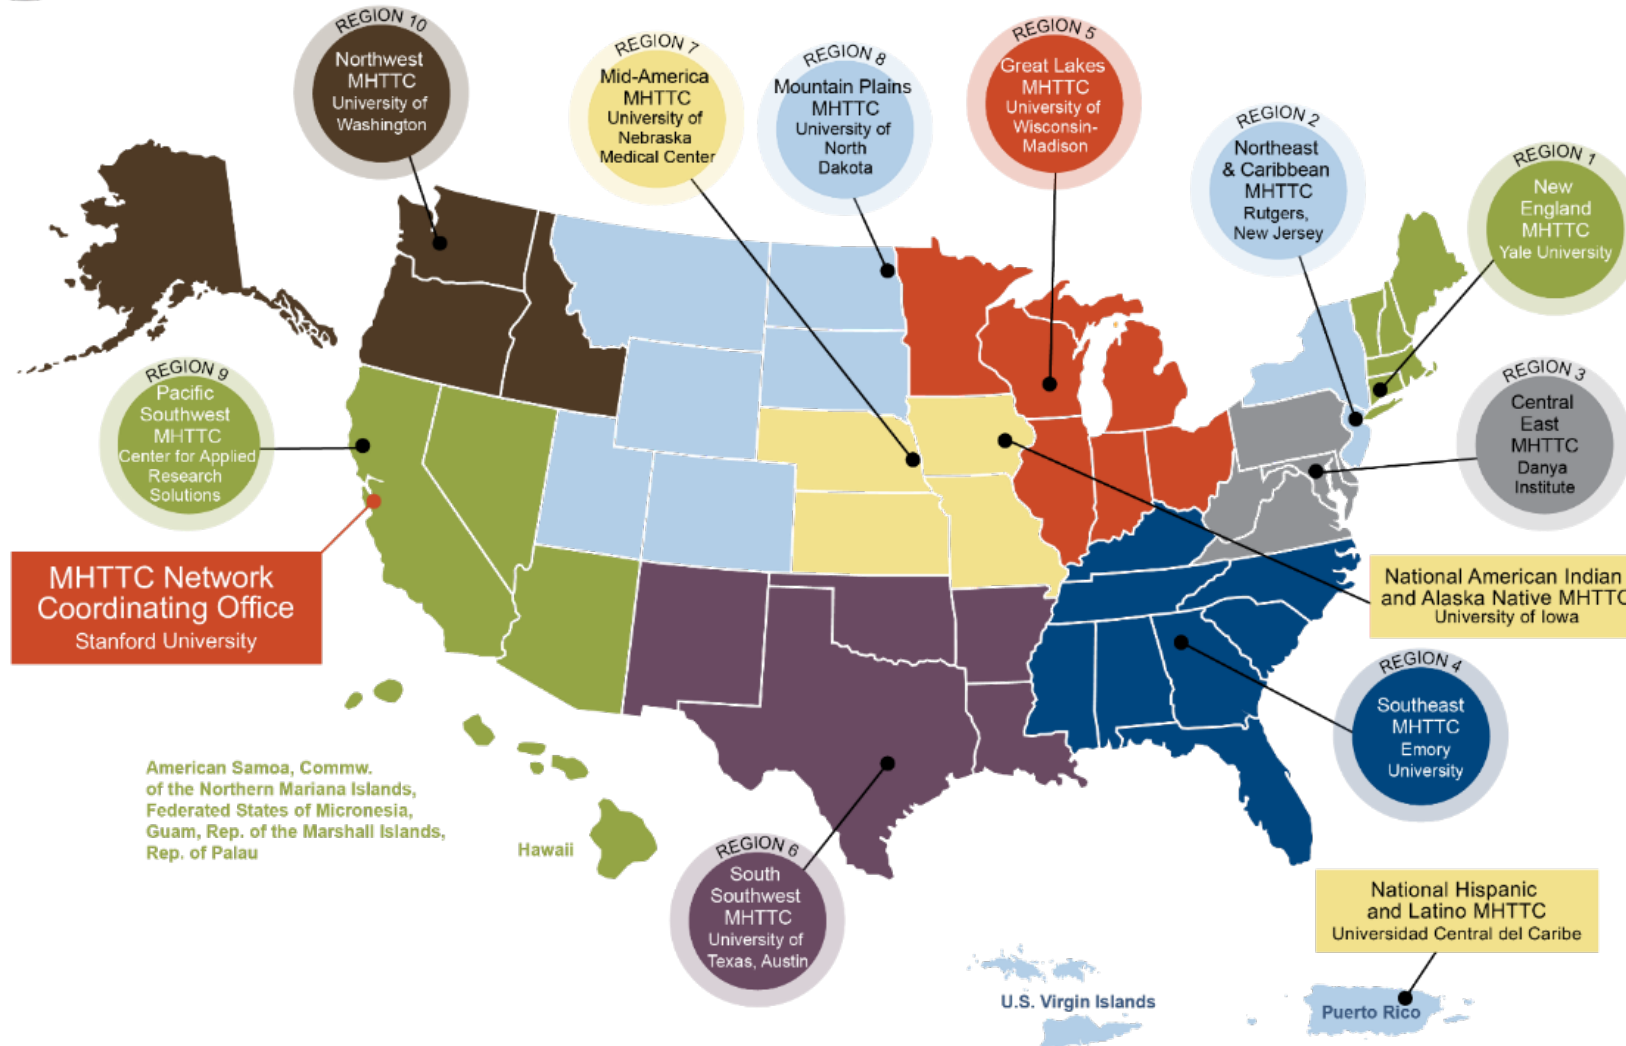 REGION 10
Northwest
MHTTC
University of
Washington
REGION 7
Mid-America
MHTTC
University of
Nebraska
Medical Center
REGION 8
Mountain Plains
MHTTC
University of
North
Dakota
REGION 5
Great Lakes
MHTTC
University of
Wisconsin-
Madison
REGION 2
Northeast
& Caribbean
MHTTC
Rutgers,
New Jersey
REGION 1
New
England
MHTTC
Yale University
REGION 9
Pacific
Southwest
MHTTC
Center for Applied
Research
Solutions
REGION 3
Central
East
MHTTC
Danya
Institute
MHTTC Network
Coordinating Office
Stanford University
National American Indian
and Alaska Native MHTTC
University of Iowa
REGION 4
Southeast
MHTTC
Emory
University
American Samoa, Commw.
of the Northern Mariana Islands,
Federated States of Micronesia,
Guam, Rep. of the Marshall Islands,
Rep. of Palau
Hawaii
REGION 6
South
Southwest
MHTTC
University of
Texas, Austin
National Hispanic
and Latino MHTTC
Universidad Central del Caribe
U.S. Virgin Islands
Puerto Rico